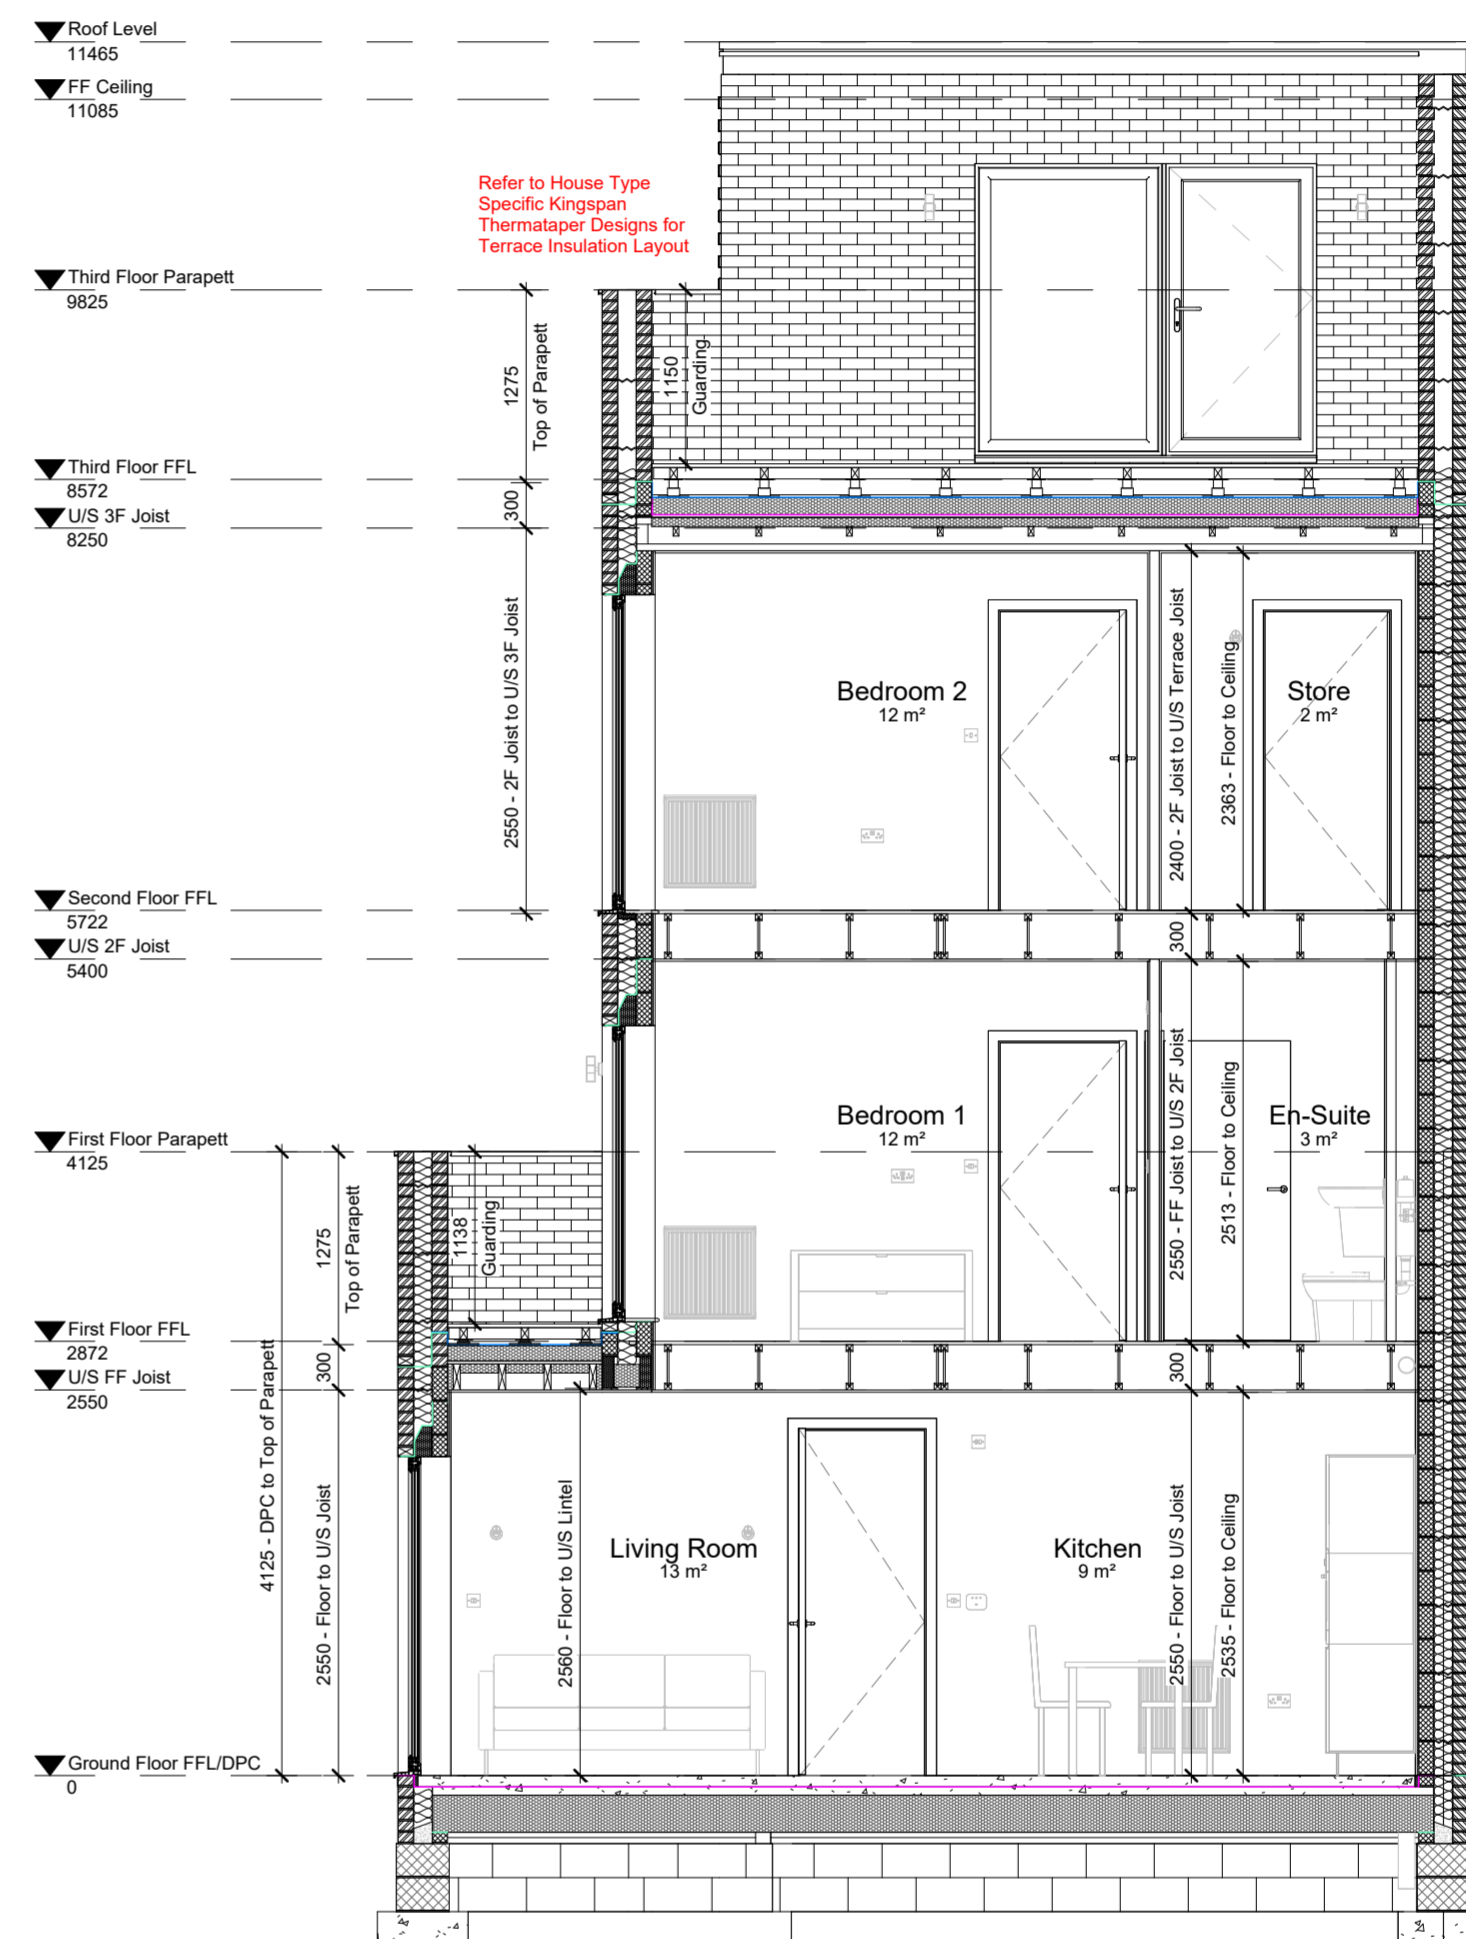 Roof Level
11465
FF Ceiling
11085
Refer to House Type
Specific Kingspan
Thermataper Designs for
Terrace Insulation Layout
Third Floor Parapett
9825
1275
Top of Parapett
1150
Guarding
Third Floor FFL
8572
300
U/S 3F Joist
8250
2550 - 2F Joist to U/S 3F Joist
Bedroom 2
12 m²
2400 - 2F Joist to U/S Terrace Joist
2363 - Floor to Ceiling
Store
2 m²
Second Floor FFL
5722
300
U/S 2F Joist
5400
Bedroom 1
12 m²
2550 - FF Joist to U/S 2F Joist
2513 - Floor to Ceiling
En-Suite
3 m²
First Floor Parapett
4125
1275
Top of Parapett
1138
Guarding
First Floor FFL
2872
300
300
U/S FF Joist
2550
4125 - DPC to Top of Parapett
2550 - Floor to U/S Joist
2560 - Floor to U/S Lintel
Living Room
13 m²
Kitchen
9 m²
2550 - Floor to U/S Joist
2535 - Floor to Ceiling
Ground Floor FFL/DPC
0